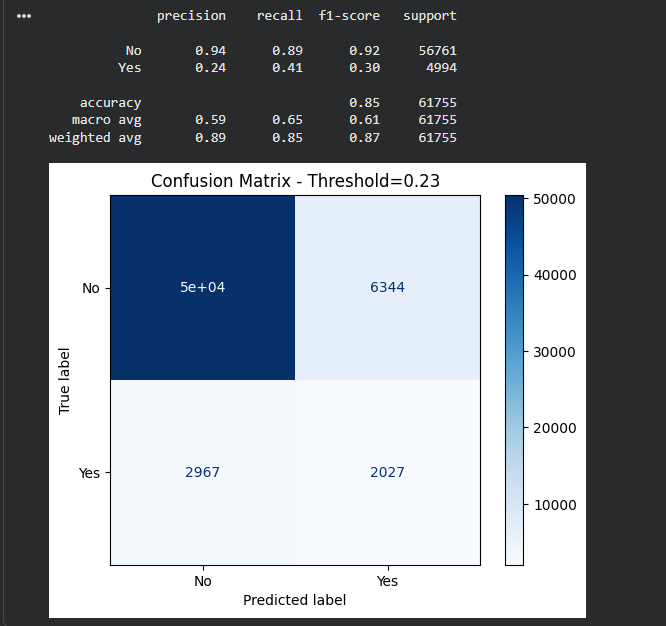 •••
precision recall f1-score support
No 0.94 0.89 0.92 56761
Yes 0.24 0.41 0.30 4994
accuracy 0.85 61755
macro avg 0.59 0.65 0.61 61755
weighted avg 0.89 0.85 0.87 61755
Confusion Matrix - Threshold=0.23
50000
No 5e+04 6344
40000
30000
True label
20000
Yes 2967 2027
10000
No Yes
Predicted label